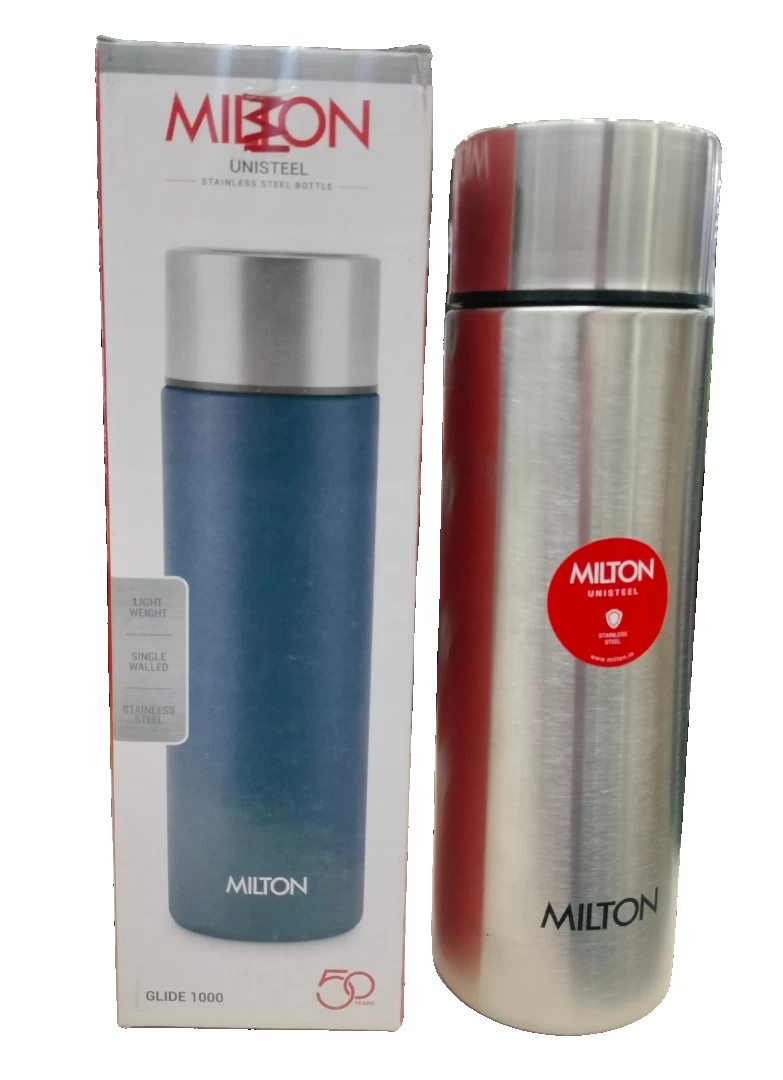 MILTON
UNISTEEL
STAINLESS STEEL BOTTLE
LIGHT
WEIGHT
SINGLE
WALLED
STAINLESS
STEEL
MILTON
GLIDE 1000
50
YEARS
MILTON
UNISTEEL
STAINLESS
STEEL
www.milton.in
MILTON